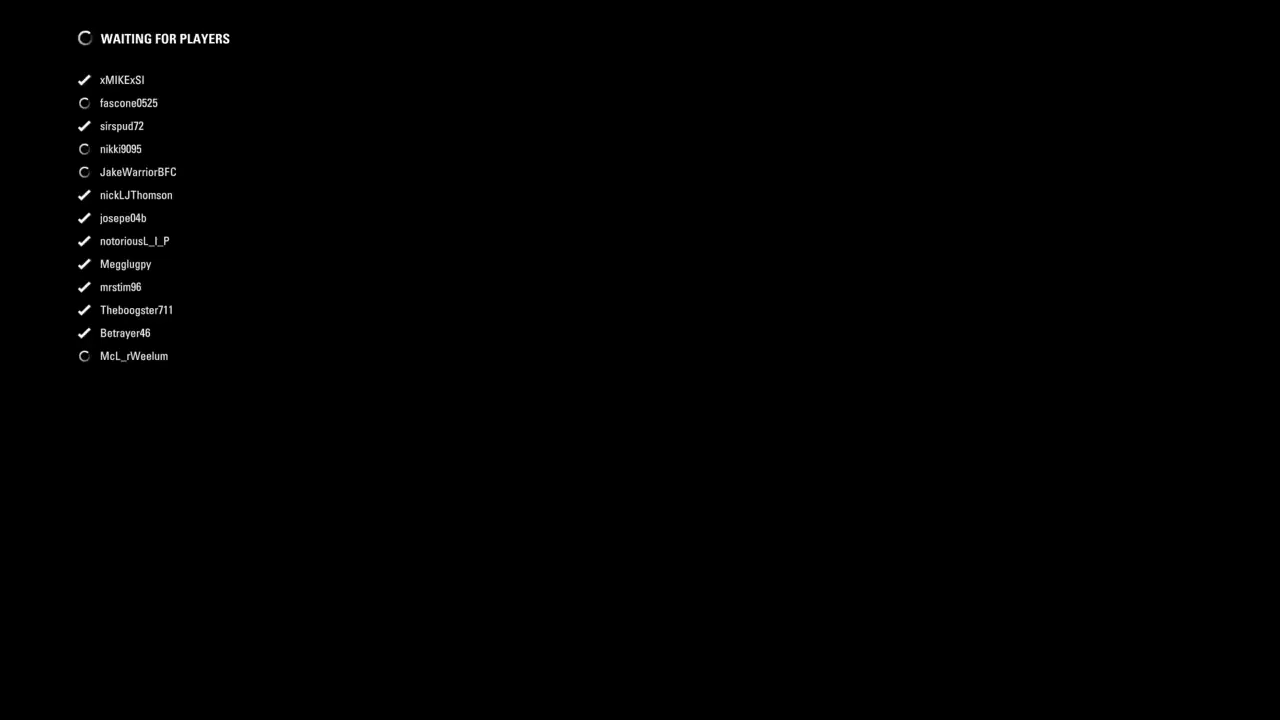 WAITING FOR PLAYERS
xMIKExSI
fascone0525
sirspud72
nikki9095
JakeWarriorBFC
nickLJThomson
josepe04b
notoriousL_I_P
Megglugpy
mrstim96
Theboogster711
Betrayer46
McL_rWeelum